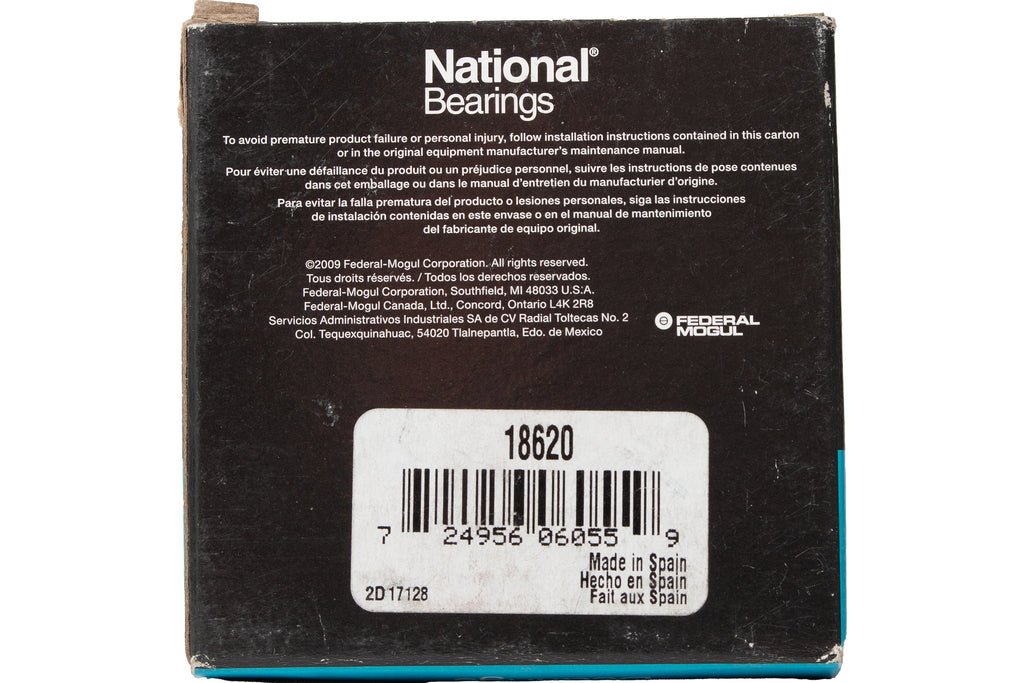 National®
Bearings
To avoid premature product failure or personal injury, follow installation instructions contained in this carton
or in the original equipment manufacturer's maintenance manual.
Pour éviter une défaillance du produit ou un préjudice personnel, suivre les instructions de pose contenues
dans cet emballage ou dans le manuel d'entretien du manufacturier d'origine.
Para evitar la falla prematura del producto o lesiones personales, siga las instrucciones
de instalación contenidas en este envase o en el manual de mantenimiento
del fabricante de equipo original.
©2009 Federal-Mogul Corporation. All rights reserved.
Tous droits réservés. / Todos los derechos reservados.
Federal-Mogul Corporation, Southfield, MI 48033 U.S.A.
Federal-Mogul Canada, Ltd., Concord, Ontario L4K 2R8
Servicios Administrativos Industriales SA de CV Radial Toltecas No. 2
Col. Tequexquinahuac, 54020 Tlalnepantla, Edo. de Mexico
FEDERAL
MOGUL
18620
7 24956 06055 9
Made in Spain
Hecho en Spain
Fait aux Spain
2D17128